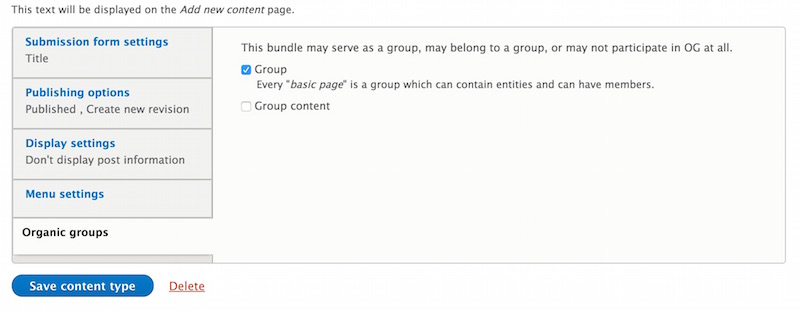 This text will be displayed on the Add new content page.
Submission form settings
Title
Publishing options
Published , Create new revision
Display settings
Don't display post information
Menu settings
Organic groups
This bundle may serve as a group, may belong to a group, or may not participate in OG at all.
Group
Every "basic page" is a group which can contain entities and can have members.
Group content
Save content type
Delete